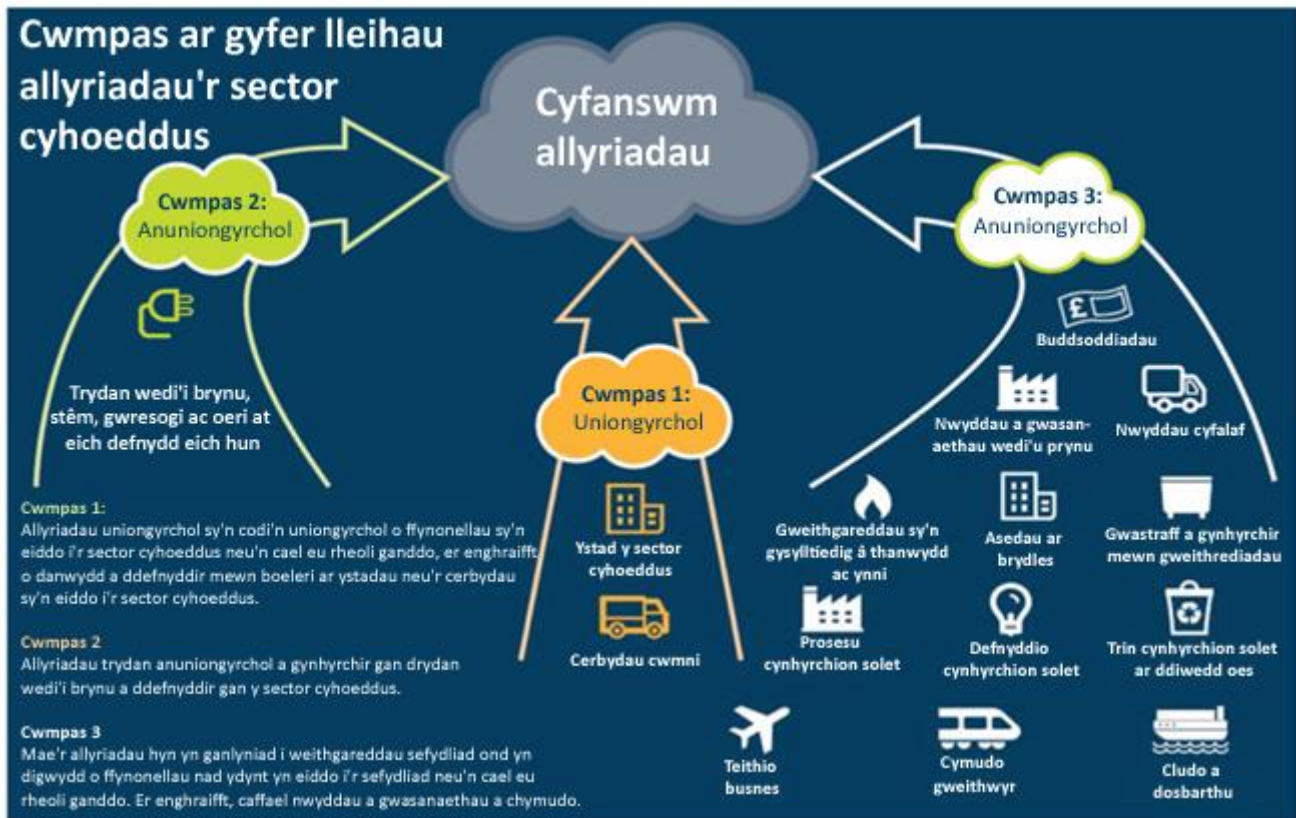 Cwmpas ar gyfer lleihau
allyriadau'r sector
cyhoeddus
Cyfanswm
allyriadau
Cwmpas 2:
Anuniongyrchol
Trydan wedi'i brynu,
stêm, gwresogi ac oeri at
eich defnydd eich hun
Cwmpas 1:
Uniongyrchol
Ystad y sector
cyhoeddus
Cerbydau cwmni
Cwmpas 3:
Anuniongyrchol
£
Buddsoddiadau
Nwyddau a gwasan-
aethau wedi'u prynu
Nwyddau cyfalaf
Gweithgareddau sy'n
gysylltiedig â thanwydd
ac ynni
Asedau ar
brydles
Gwastraff a gynhyrchir
mewn gweithrediadau
Prosesu
cynhyrchion solet
Defnyddio
cynhyrchion solet
Trin cynhyrchion solet
ar ddiwedd oes
Teithio
busnes
Cymudo
gweithwyr
Cludo a
dosbarthu
Cwmpas 1:
Allyriadau uniongyrchol sy'n codi'n uniongyrchol o ffynonellau sy'n
eiddo i'r sector cyhoeddus neu'n cael eu rheoli ganddo, er enghraifft
o danwydd a ddefnyddir mewn boeleri ar ystadau neu'r cerbydau
sy'n eiddo i'r sector cyhoeddus.
Cwmpas 2
Allyriadau trydan anuniongyrchol a gynhyrchir gan drydan
wedi'i brynu a ddefnyddir gan y sector cyhoeddus.
Cwmpas 3
Mae'r allyriadau hyn yn ganlyniad i weithgareddau sefydliad ond yn
digwydd o ffynonellau nad ydynt yn eiddo i'r sefydliad neu'n cael eu
rheoli ganddo. Er enghraifft, caffael nwyddau a gwasanaethau a chymudo.